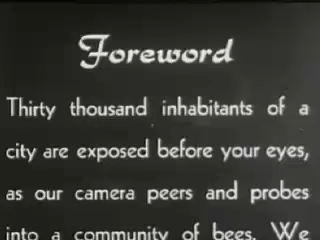 Foreword
Thirty thousand inhabitants of a
city are exposed before your eyes,
as our camera peers and probes
into a community of bees. We